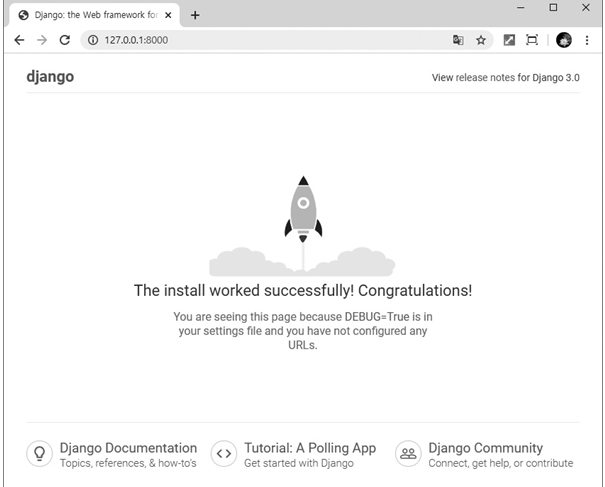 Django: the Web framework for
127.0.0.1:8000
django
View release notes for Django 3.0
The install worked successfully! Congratulations!
You are seeing this page because DEBUG=True is in
your settings file and you have not configured any
URLs.
Django Documentation
Topics, references, & how-to's
Tutorial: A Polling App
Get started with Django
Django Community
Connect, get help, or contribute